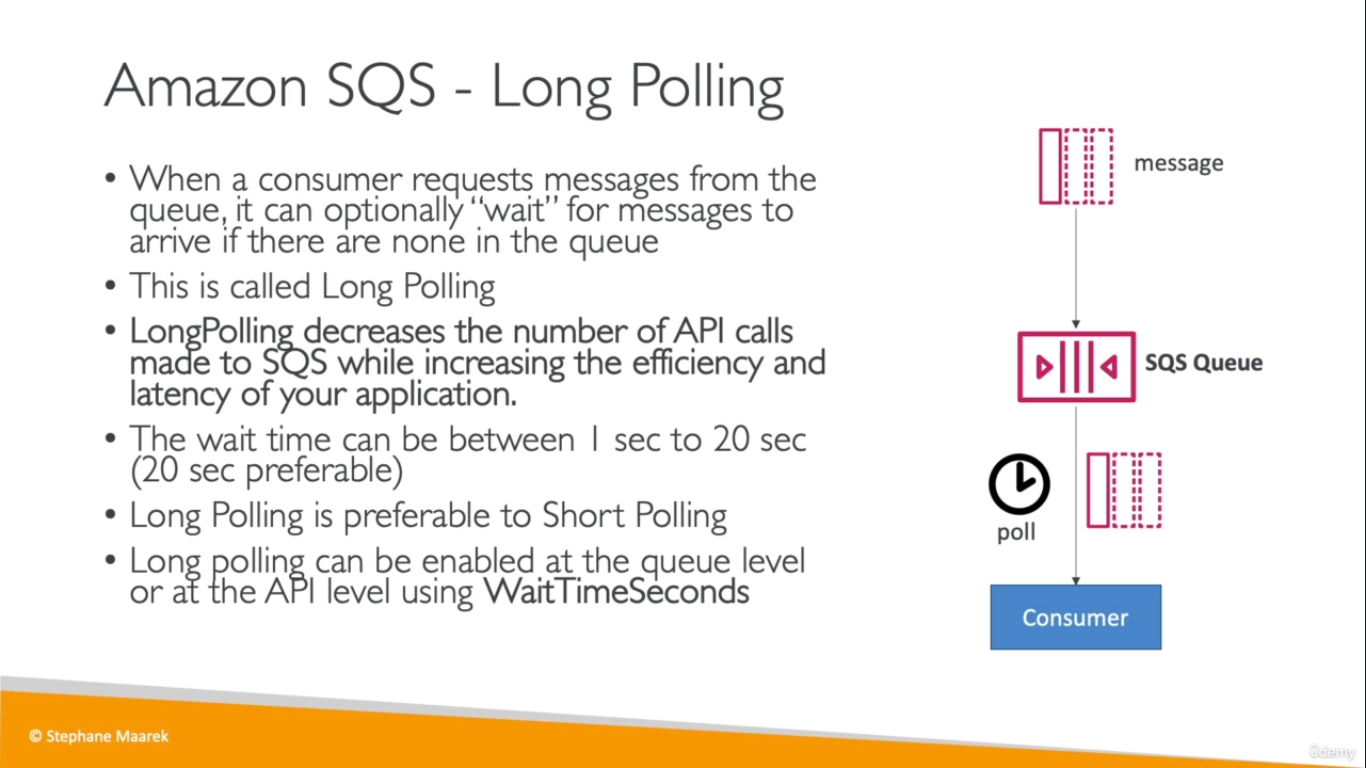 Amazon SQS - Long Polling
• When a consumer requests messages from the
queue, it can optionally “wait” for messages to
arrive if there are none in the queue
• This is called Long Polling
• LongPolling decreases the number of API calls
made to SQS while increasing the efficiency and
latency of your application.
• The wait time can be between 1 sec to 20 sec
(20 sec preferable)
• Long Polling is preferable to Short Polling
• Long polling can be enabled at the queue level
or at the API level using WaitTimeSeconds
message
SQS Queue
poll
Consumer
© Stephane Maarek
ûdemy